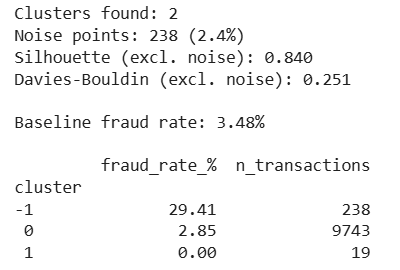 Clusters found: 2
Noise points: 238 (2.4%)
Silhouette (excl. noise): 0.840
Davies-Bouldin (excl. noise): 0.251
Baseline fraud rate: 3.48%
fraud_rate_% n_transactions
cluster
-1 29.41 238
0 2.85 9743
1 0.00 19